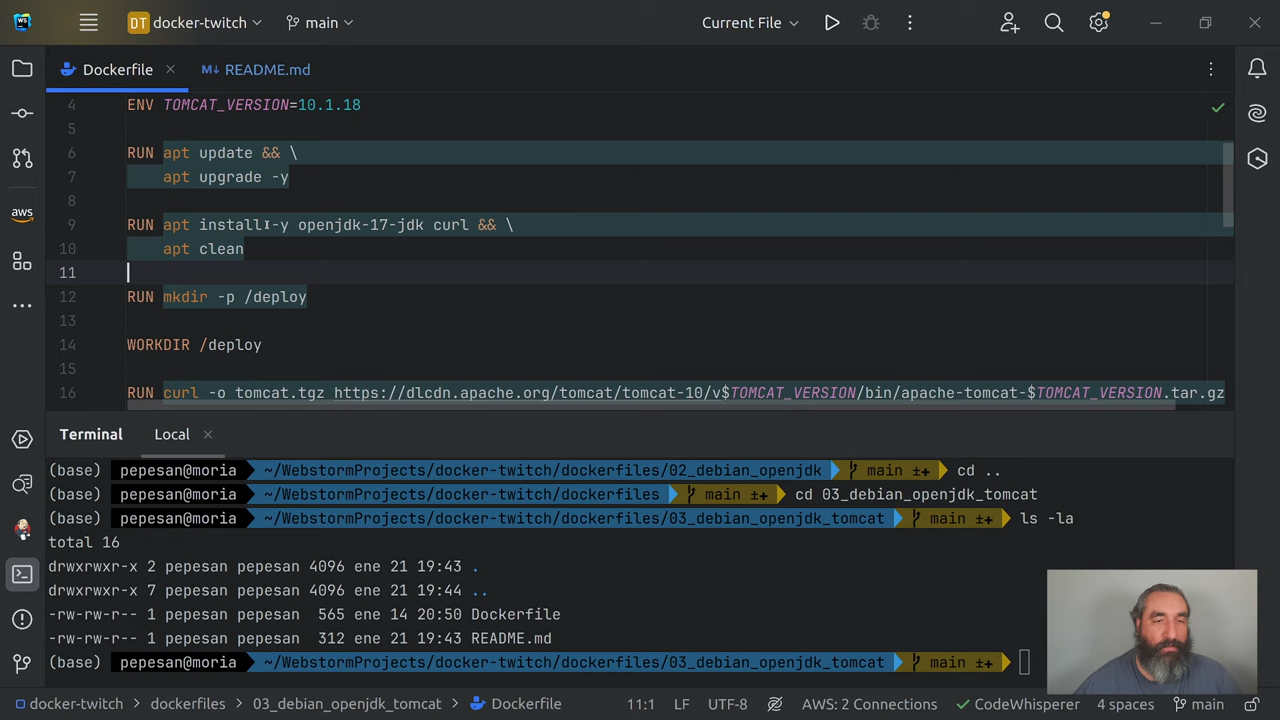 WS DT docker-twitch main Current File
Dockerfile README.md
4 ENV TOMCAT_VERSION=10.1.18
5
6 RUN apt update && \
7 apt upgrade -y
8
9 RUN apt install -y openjdk-17-jdk curl && \
10 apt clean
11
12 RUN mkdir -p /deploy
13
14 WORKDIR /deploy
15
16 RUN curl -o tomcat.tgz https://dlcdn.apache.org/tomcat/tomcat-10/v$TOMCAT_VERSION/bin/apache-tomcat-$TOMCAT_VERSION.tar.gz
aws
Terminal Local
(base) pepesan@moria ~/WebstormProjects/docker-twitch/dockerfiles/02_debian_openjdk main ±✚ cd ..
(base) pepesan@moria ~/WebstormProjects/docker-twitch/dockerfiles main ±✚ cd 03_debian_openjdk_tomcat
(base) pepesan@moria ~/WebstormProjects/docker-twitch/dockerfiles/03_debian_openjdk_tomcat main ±✚ ls -la
total 16
drwxrwxr-x 2 pepesan pepesan 4096 ene 21 19:43 .
drwxrwxr-x 7 pepesan pepesan 4096 ene 21 19:44 ..
-rw-rw-r-- 1 pepesan pepesan 565 ene 14 20:50 Dockerfile
-rw-rw-r-- 1 pepesan pepesan 312 ene 21 19:43 README.md
(base) pepesan@moria ~/WebstormProjects/docker-twitch/dockerfiles/03_debian_openjdk_tomcat main ±✚
docker-twitch > dockerfiles > 03_debian_openjdk_tomcat > Dockerfile 11:1 LF UTF-8 AWS: 2 Connections CodeWhisperer 4 spaces main